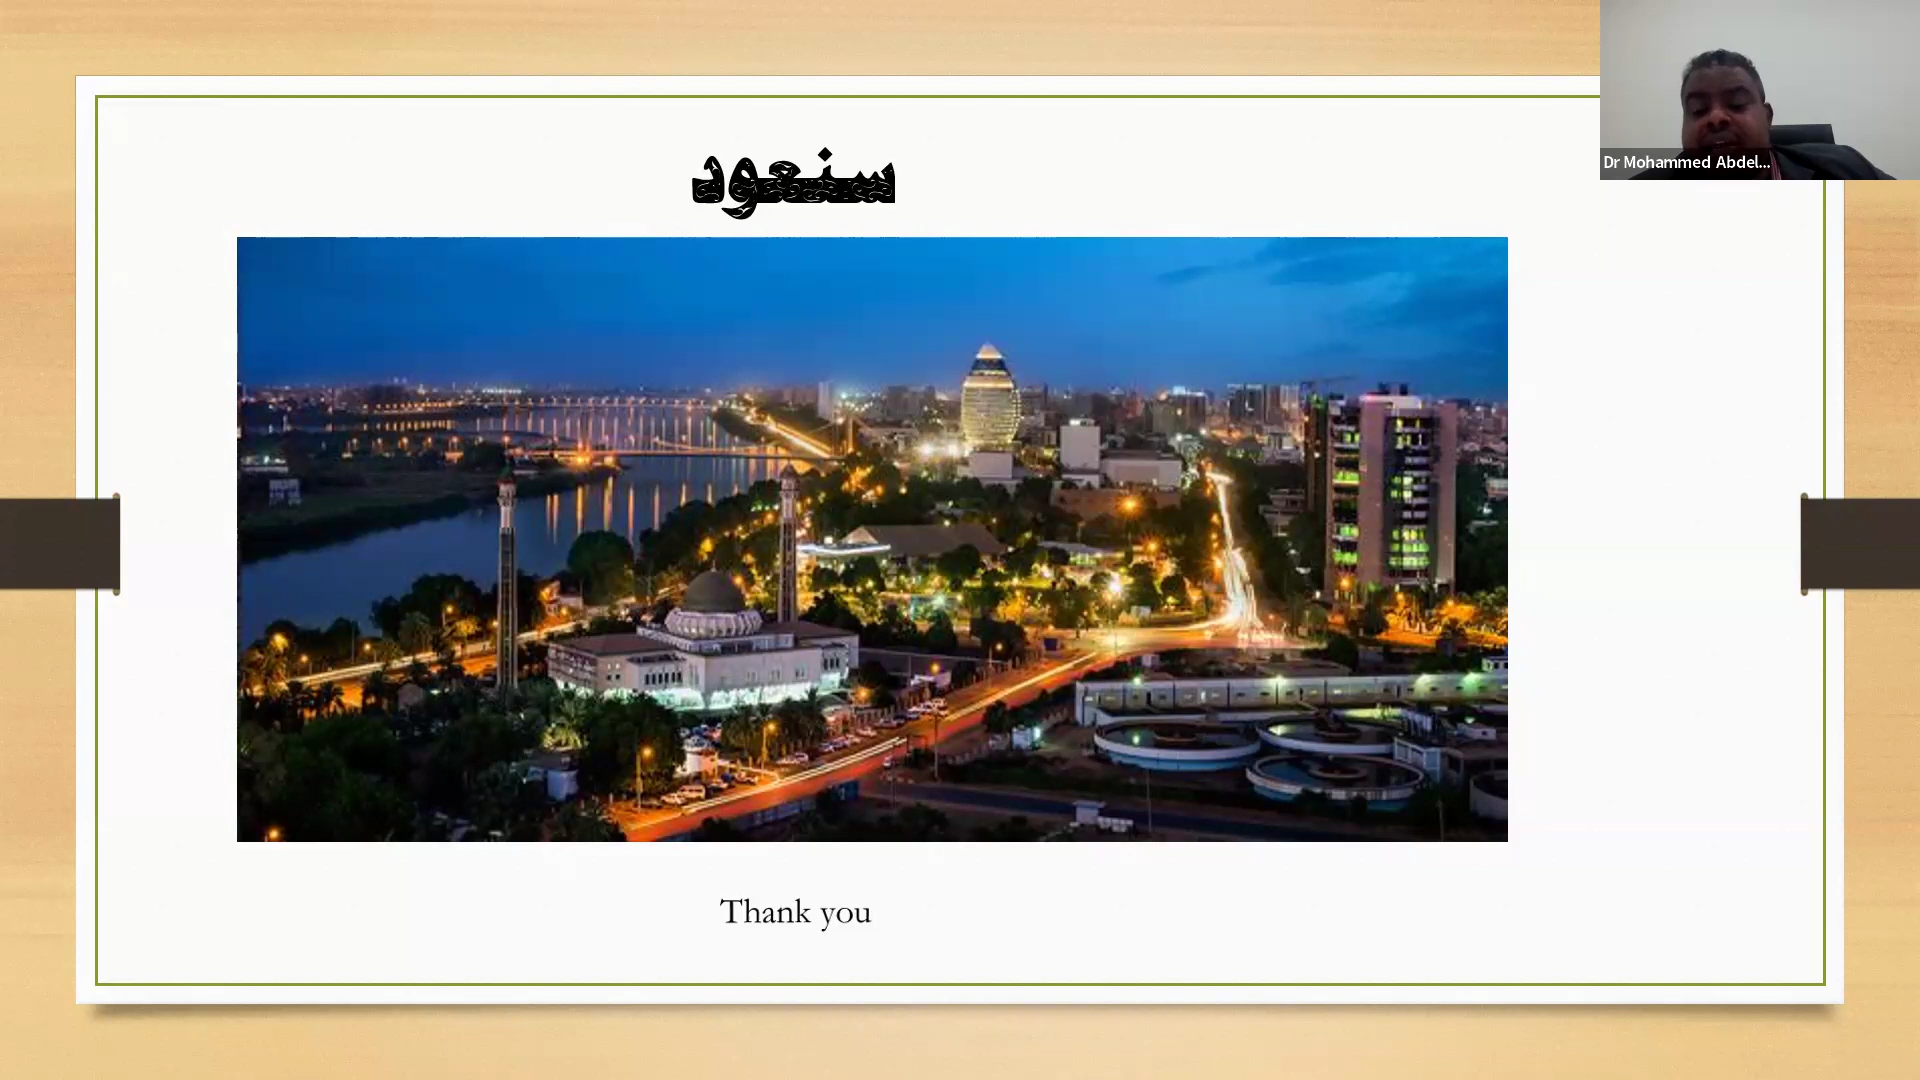 Dr Mohammed Abdel...
سنعود
Thank you